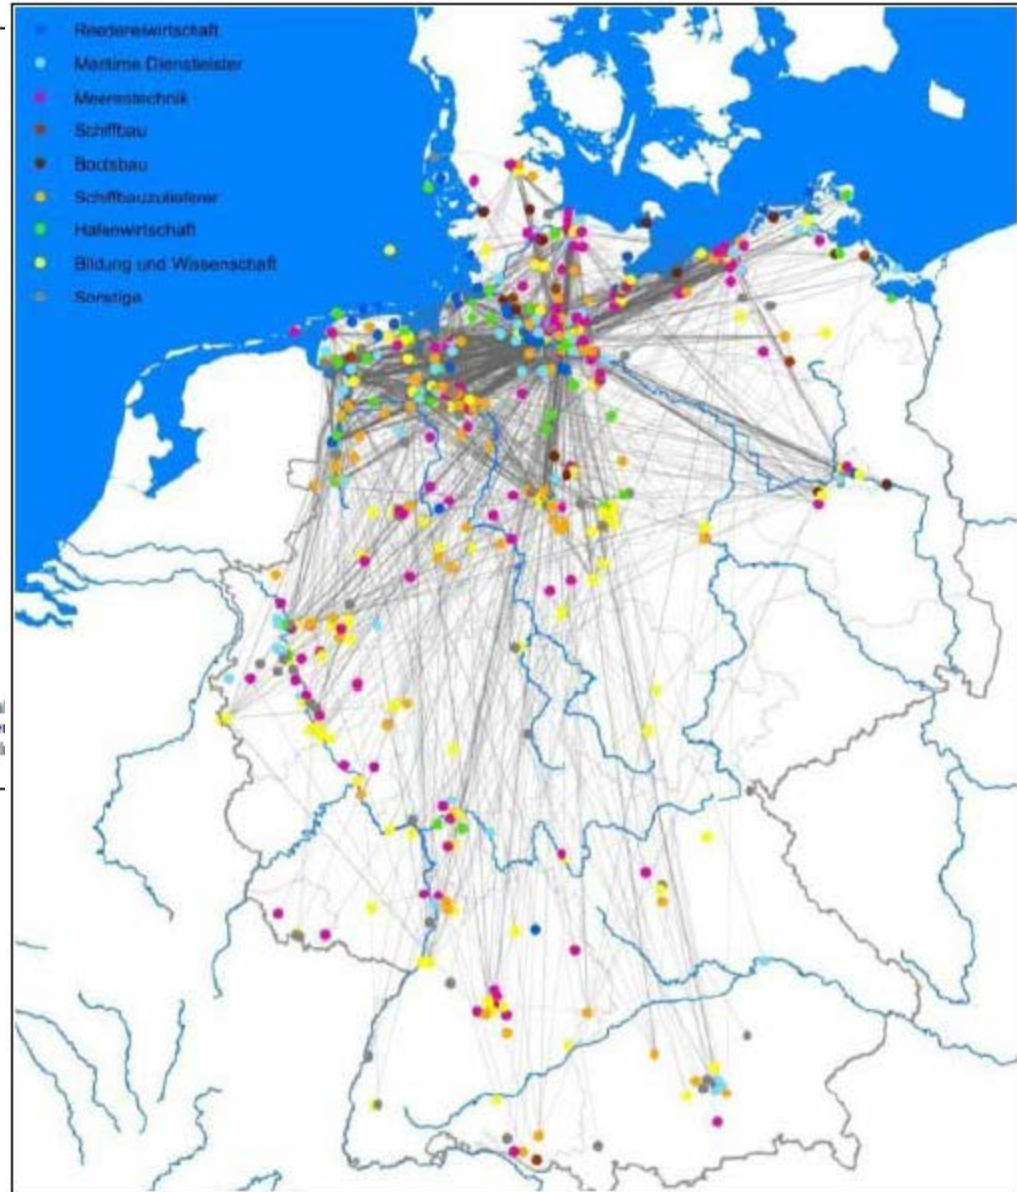 Reedereiwirtschaft
Maritime Dienstleister
Meerestechnik
Schiffbau
Bootsbau
Schiffbauzulieferer
Hafenwirtschaft
Bildung und Wissenschaft
Sonstige